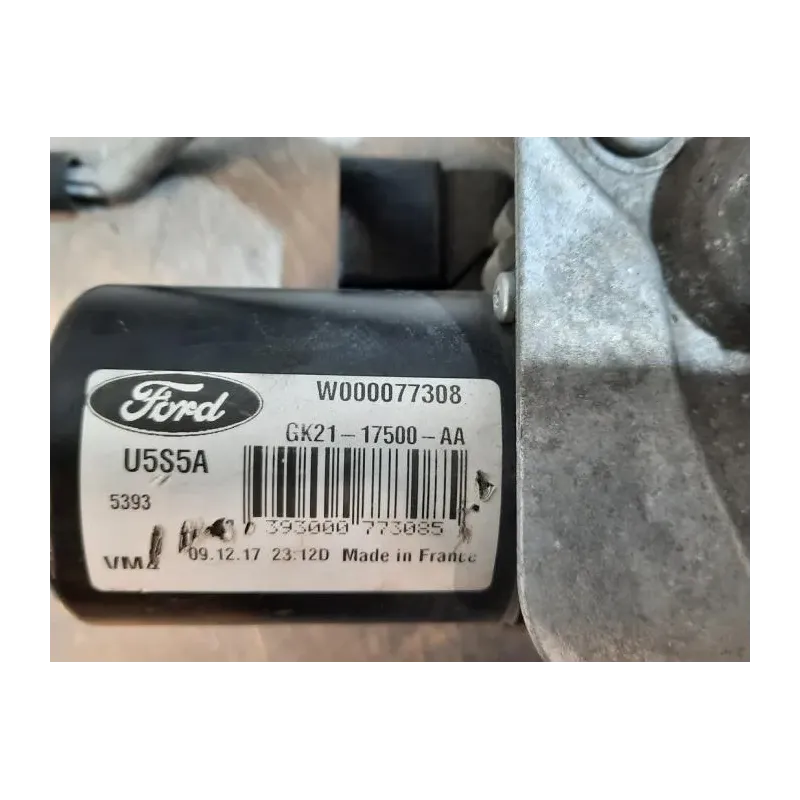 Ford
W000077308
GK21-17500-AA
U5S5A
5393
393000 773085
VM
09.12.17 23:12D Made in France